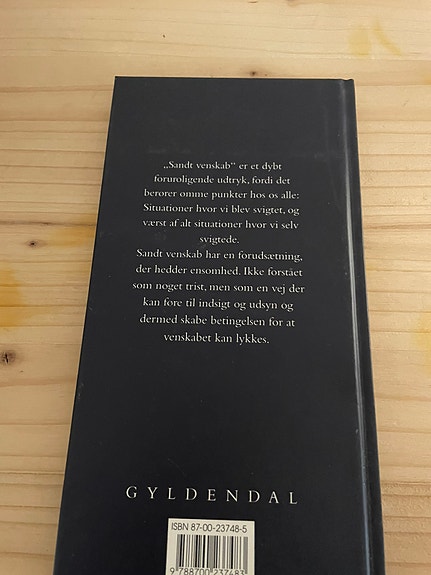 „Sandt venskab" er et dybt
foruroligende udtryk, fordi det
berører ømme punkter hos os alle:
Situationer hvor vi blev svigtet, og
værst af alt situationer hvor vi selv
svigtede.
Sandt venskab har en forudsætning,
der hedder ensomhed. Ikke forstået
som noget trist, men som en vej der
kan føre til indsigt og udsyn og
dermed skabe betingelsen for at
venskabet kan lykkes.
GYLDENDAL
ISBN 87-00-23748-5
9 788700 237483